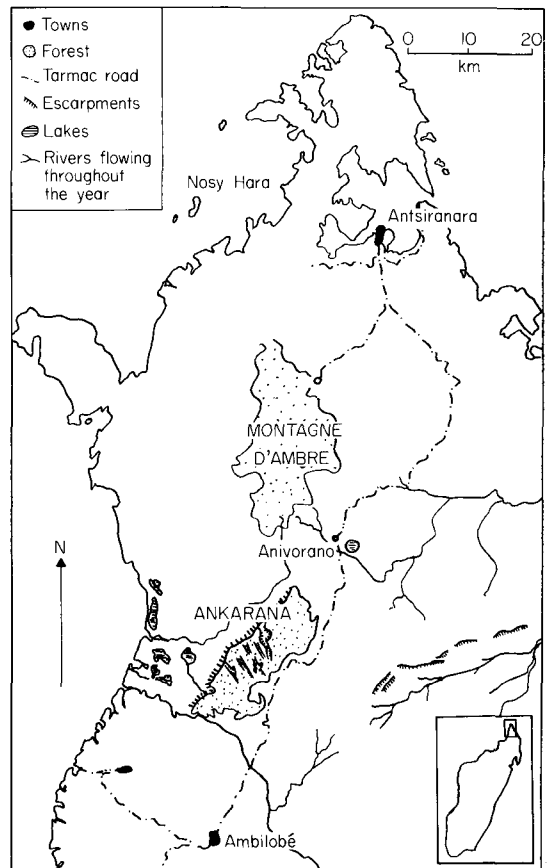 Towns
Forest
Tarmac road
Escarpments
Lakes
Rivers flowing
throughout
the year
0 10 20
km
Nosy Hara
Antsiranara
MONTAGNE
D'AMBRE
Anivorano
N
ANKARANA
Ambilobé